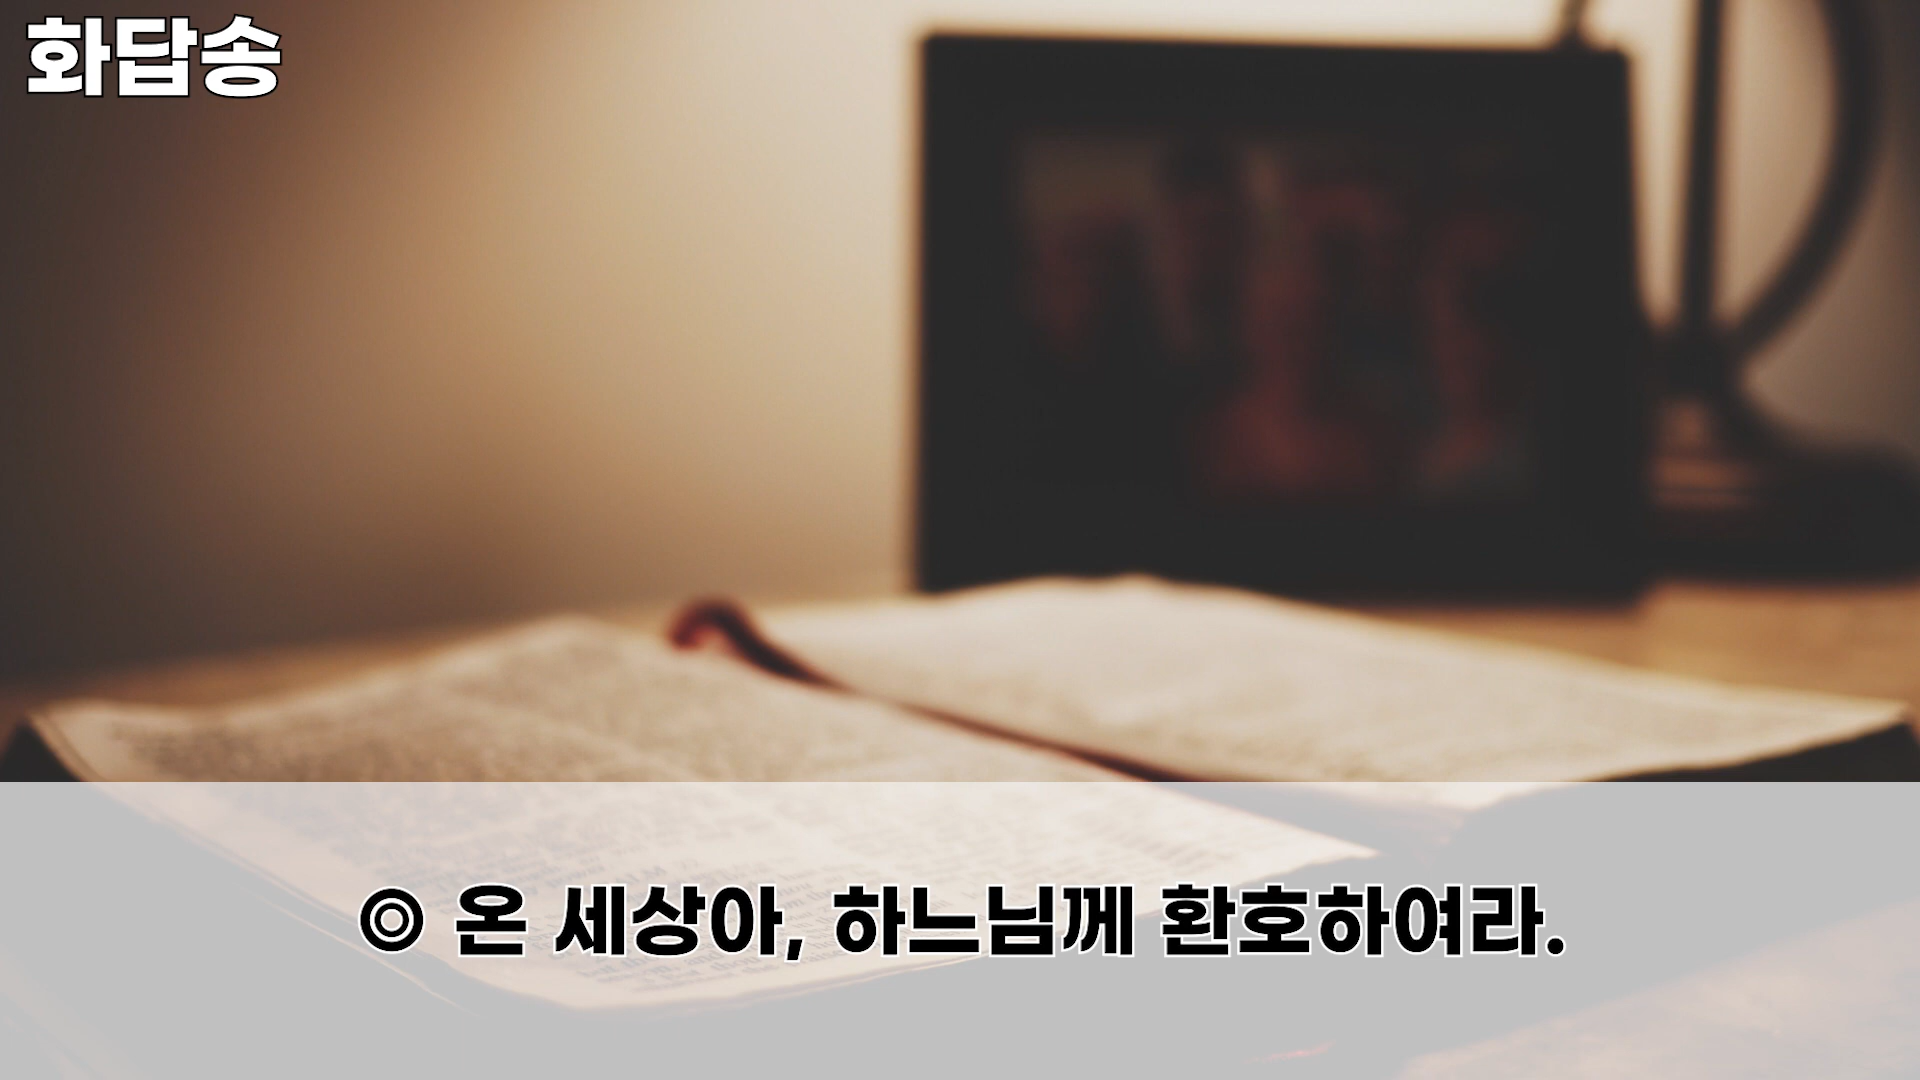 화답송
◎ 온 세상아, 하느님께 환호하여라.